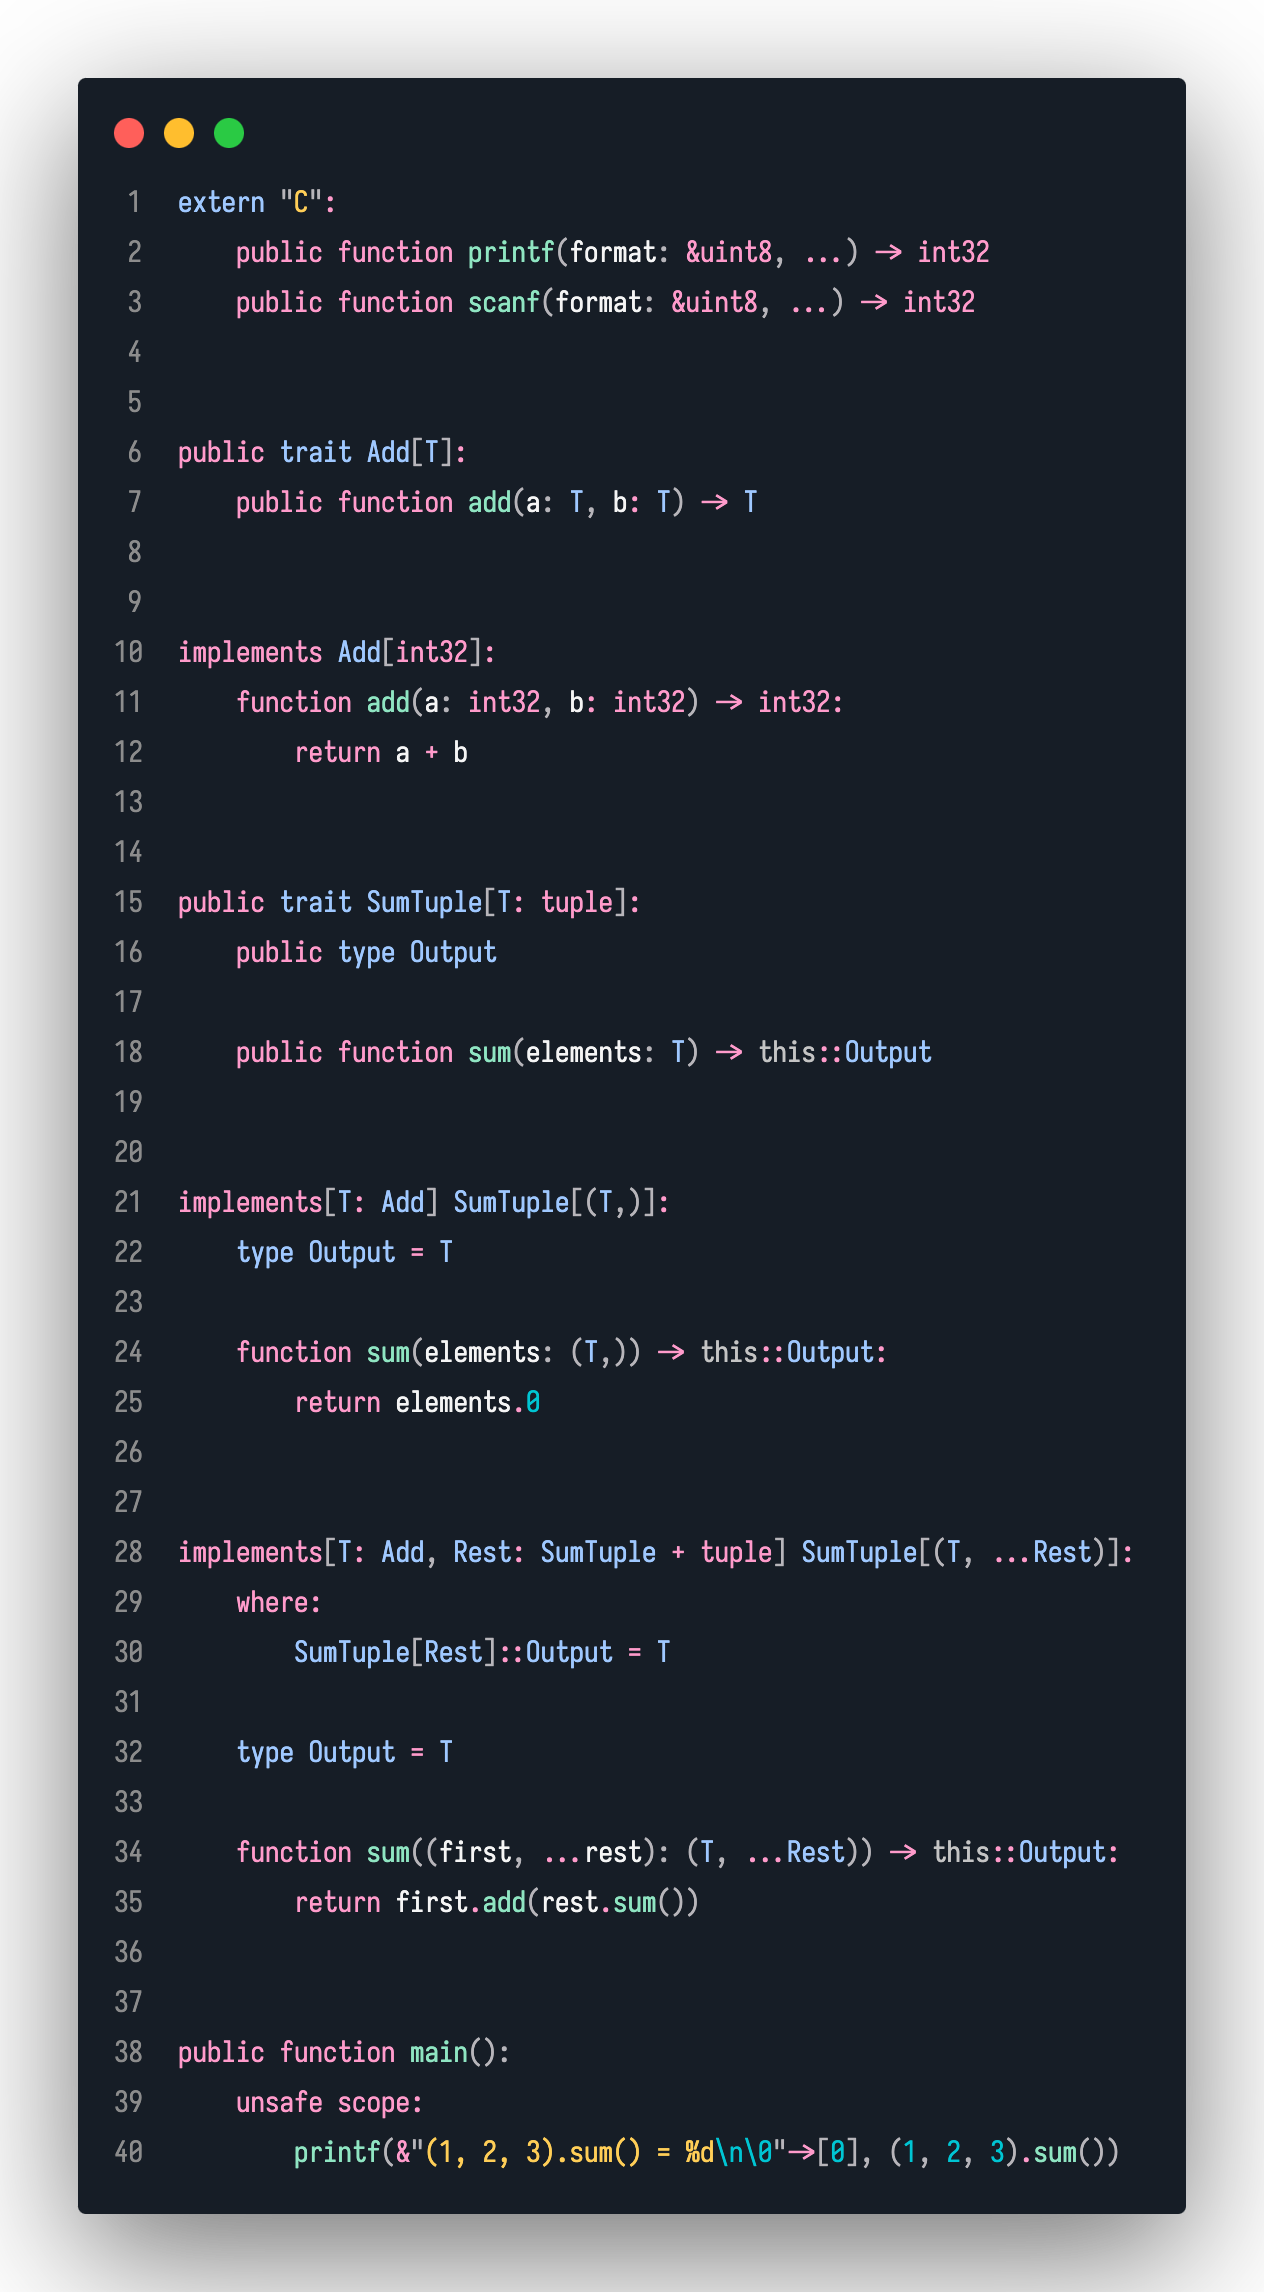 1 extern "C":
2     public function printf(format: &uint8, ...) -> int32
3     public function scanf(format: &uint8, ...) -> int32
4
5
6 public trait Add[T]:
7     public function add(a: T, b: T) -> T
8
9
10 implements Add[int32]:
11     function add(a: int32, b: int32) -> int32:
12         return a + b
13
14
15 public trait SumTuple[T: tuple]:
16     public type Output
17
18     public function sum(elements: T) -> this::Output
19
20
21 implements[T: Add] SumTuple[(T,)]:
22     type Output = T
23
24     function sum(elements: (T,)) -> this::Output:
25         return elements.0
26
27
28 implements[T: Add, Rest: SumTuple + tuple] SumTuple[(T, ...Rest)]:
29     where:
30         SumTuple[Rest]::Output = T
31
32     type Output = T
33
34     function sum((first, ...rest): (T, ...Rest)) -> this::Output:
35         return first.add(rest.sum())
36
37
38 public function main():
39     unsafe scope:
40         printf(&"(1, 2, 3).sum() = %d\n\0"->[0], (1, 2, 3).sum())